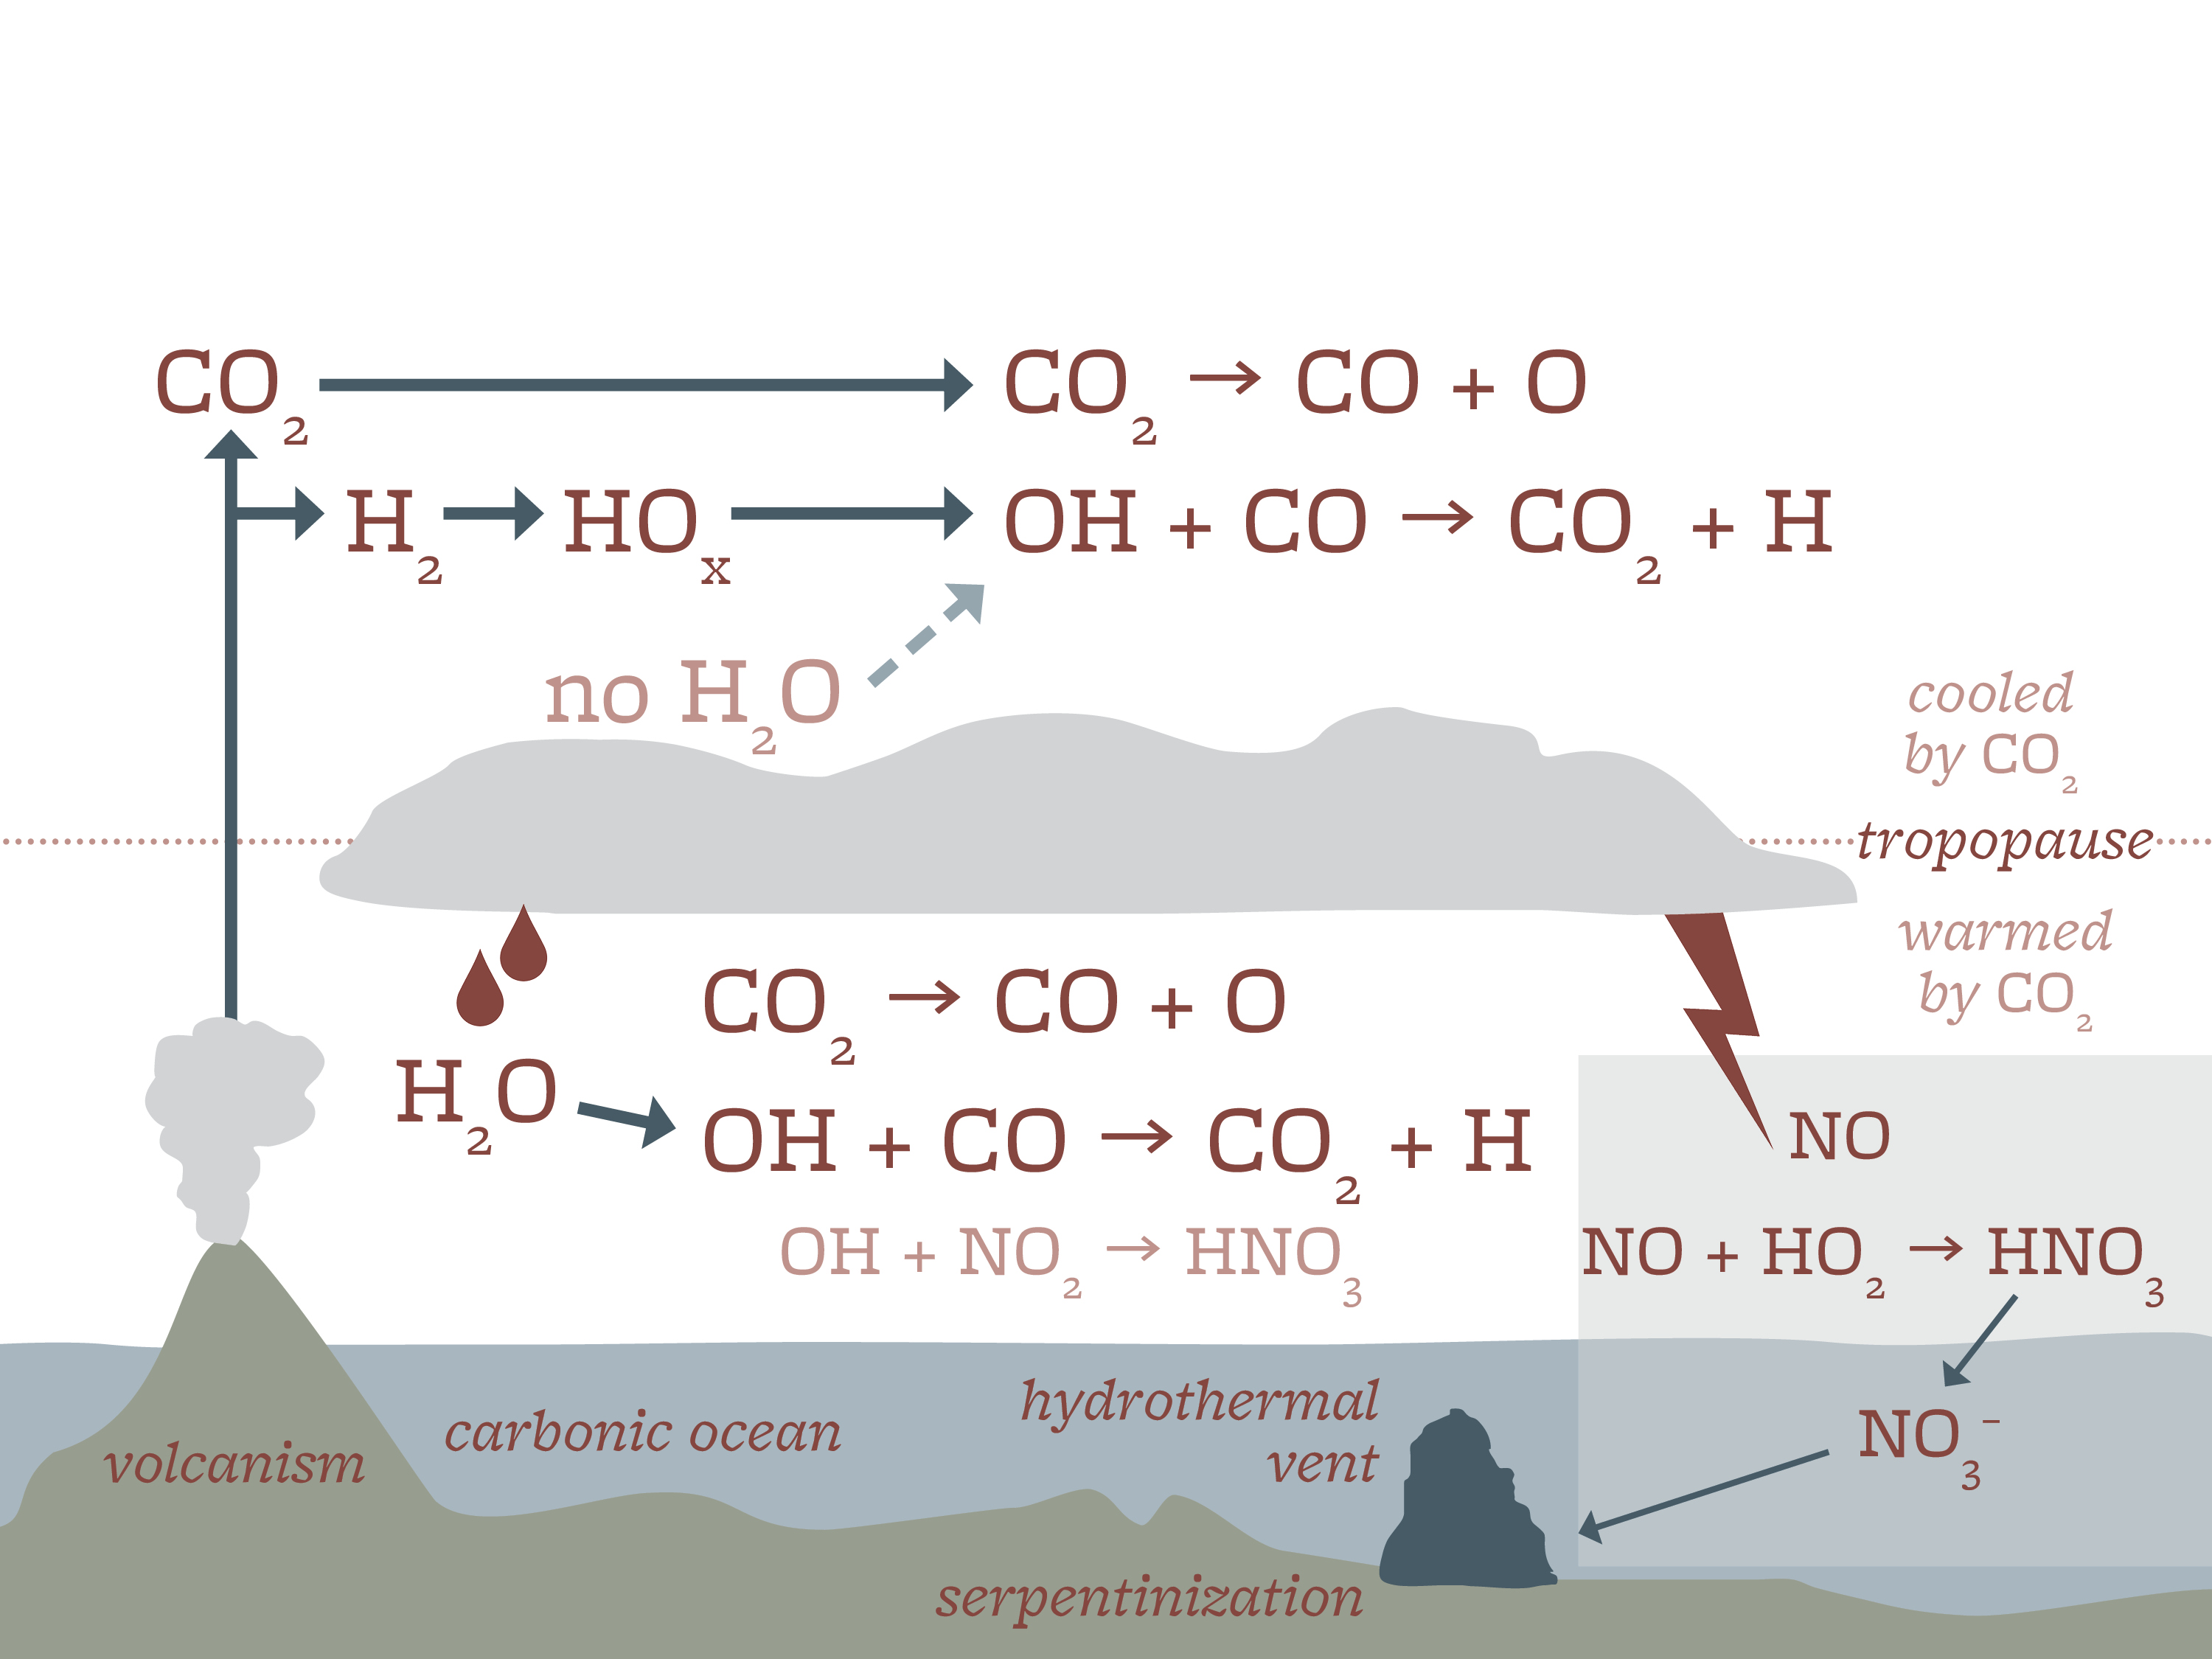 CO₂ → CO₂ → CO + O
H₂ → HOₓ → OH + CO → CO₂ + H
no H₂O
cooled
by CO₂
tropopause
warmed
by CO₂
CO₂ → CO + O
H₂O → OH + CO → CO₂ + H
NO
OH + NO₂ → HNO₃
NO + HO₂ → HNO₃
NO₃⁻
hydrothermal
vent
carbonic ocean
volcanism
serpentinization